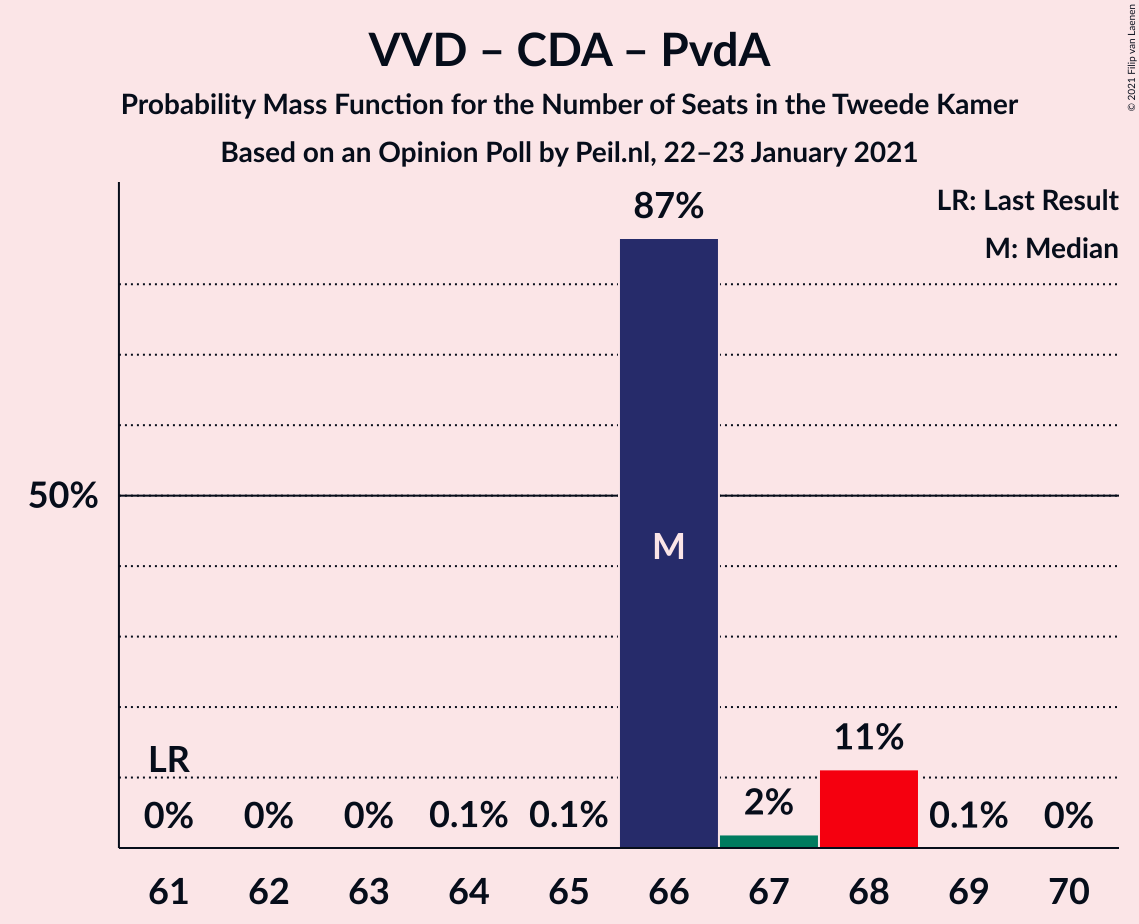 VVD – CDA – PvdA
Probability Mass Function for the Number of Seats in the Tweede Kamer
Based on an Opinion Poll by Peil.nl, 22–23 January 2021
© 2021 Filip van Laenen
LR: Last Result
M: Median
87%
50%
M
LR
11%
2%
0% 0% 0% 0.1% 0.1% 0.1% 0%
61 62 63 64 65 66 67 68 69 70